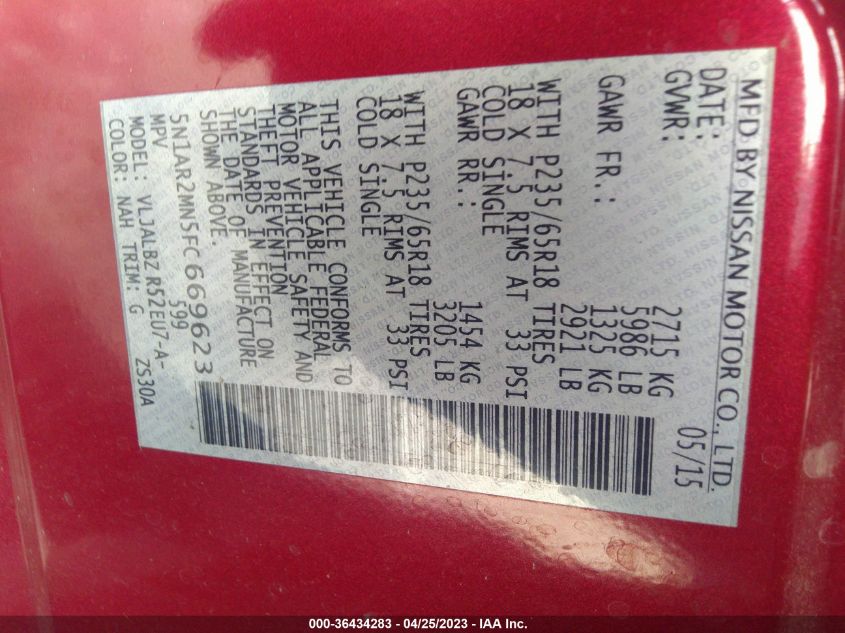 MFD BY NISSAN MOTOR CO., LTD.
DATE: 05/15
GVWR: 2715 KG
5986 LB
GAWR FR.: 1325 KG
2921 LB
WITH P235/65R18 TIRES
18 X 7.5 RIMS AT 33 PSI
COLD SINGLE
GAWR RR.: 1454 KG
3205 LB
WITH P235/65R18 TIRES
18 X 7.5 RIMS AT 33 PSI
COLD SINGLE
THIS VEHICLE CONFORMS TO
ALL APPLICABLE FEDERAL
MOTOR VEHICLE SAFETY AND
THEFT PREVENTION
STANDARDS IN EFFECT ON
THE DATE OF MANUFACTURE
SHOWN ABOVE.
5N1AR2MN5FC669623
MPV 599
MODEL: VLJALBZ R52EU7-A-
COLOR: NAH TRIM: G ZS30A
000-36434283 - 04/25/2023 - IAA Inc.